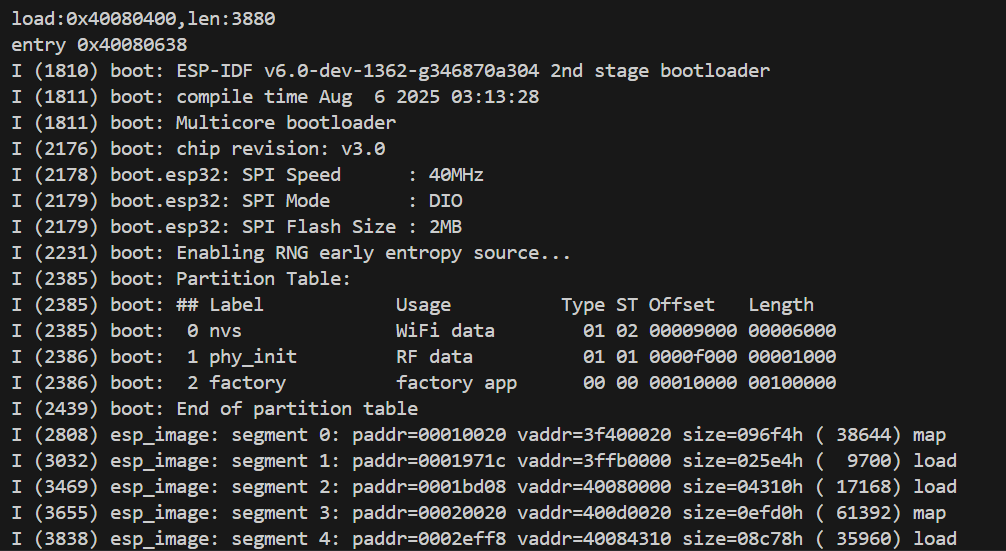 load:0x40080400,len:3880
entry 0x40080638
I (1810) boot: ESP-IDF v6.0-dev-1362-g346870a304 2nd stage bootloader
I (1811) boot: compile time Aug  6 2025 03:13:28
I (1811) boot: Multicore bootloader
I (2176) boot: chip revision: v3.0
I (2178) boot.esp32: SPI Speed      : 40MHz
I (2179) boot.esp32: SPI Mode       : DIO
I (2179) boot.esp32: SPI Flash Size : 2MB
I (2231) boot: Enabling RNG early entropy source...
I (2385) boot: Partition Table:
I (2385) boot: ## Label            Usage          Type ST Offset   Length
I (2385) boot:  0 nvs              WiFi data        01 02 00009000 00006000
I (2386) boot:  1 phy_init         RF data          01 01 0000f000 00001000
I (2386) boot:  2 factory          factory app      00 00 00010000 00100000
I (2439) boot: End of partition table
I (2808) esp_image: segment 0: paddr=00010020 vaddr=3f400020 size=096f4h ( 38644) map
I (3032) esp_image: segment 1: paddr=0001971c vaddr=3ffb0000 size=025e4h (  9700) load
I (3469) esp_image: segment 2: paddr=0001bd08 vaddr=40080000 size=04310h ( 17168) load
I (3655) esp_image: segment 3: paddr=00020020 vaddr=400d0020 size=0efd0h ( 61392) map
I (3838) esp_image: segment 4: paddr=0002eff8 vaddr=40084310 size=08c78h ( 35960) load